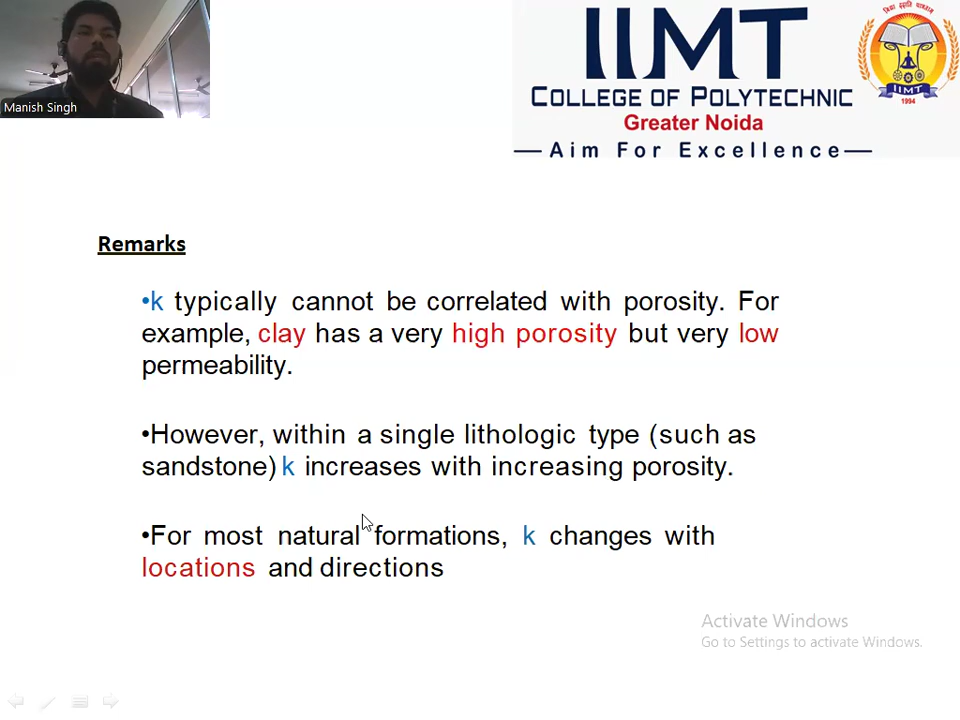 Manish Singh
IIMT
COLLEGE OF POLYTECHNIC
Greater Noida
— Aim For Excellence —
IIMT
1994
Remarks
•k typically cannot be correlated with porosity. For
example, clay has a very high porosity but very low
permeability.
•However, within a single lithologic type (such as
sandstone) k increases with increasing porosity.
•For most natural formations, k changes with
locations and directions
Activate Windows
Go to Settings to activate Windows.